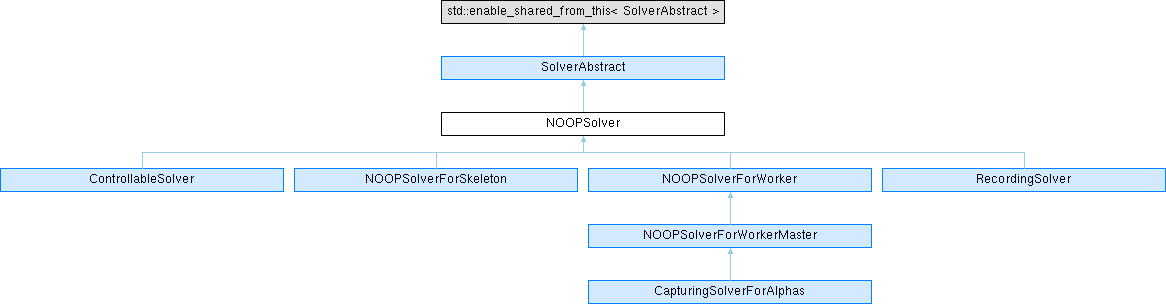 std::enable_shared_from_this< SolverAbstract >
SolverAbstract
NOOPSolver
ControllableSolver
NOOPSolverForSkeleton
NOOPSolverForWorker
RecordingSolver
NOOPSolverForWorkerMaster
CapturingSolverForAlphas